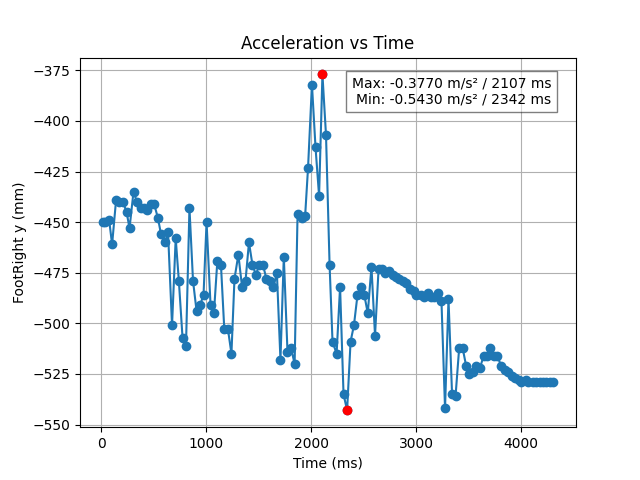 Acceleration vs Time
Max: -0.3770 m/s² / 2107 ms
Min: -0.5430 m/s² / 2342 ms
FootRight y (mm)
−375
−400
−425
−450
−475
−500
−525
−550
0 1000 2000 3000 4000
Time (ms)